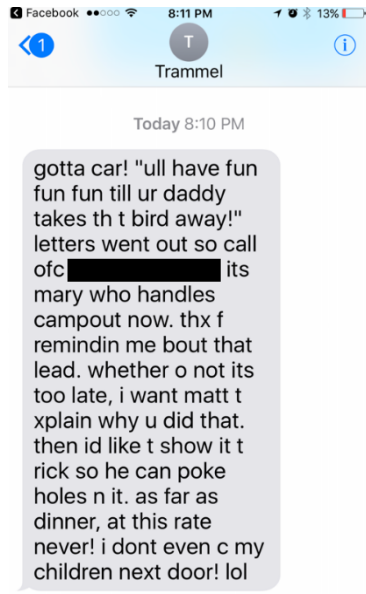 Facebook 8:11 PM 13%
1
T
Trammel
Today 8:10 PM
gotta car! "ull have fun
fun fun till ur daddy
takes th t bird away!"
letters went out so call
ofc its
mary who handles
campout now. thx f
remindin me bout that
lead. whether o not its
too late, i want matt t
xplain why u did that.
then id like t show it t
rick so he can poke
holes n it. as far as
dinner, at this rate
never! i dont even c my
children next door! lol